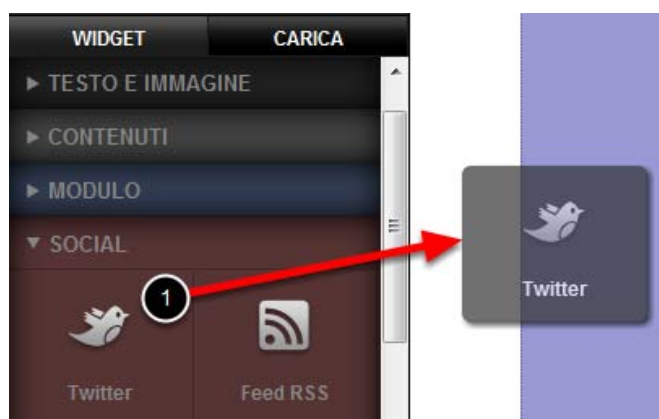 WIDGET CARICA
TESTO E IMMAGINE
CONTENUTI
MODULO
SOCIAL
1
Twitter Feed RSS
Twitter